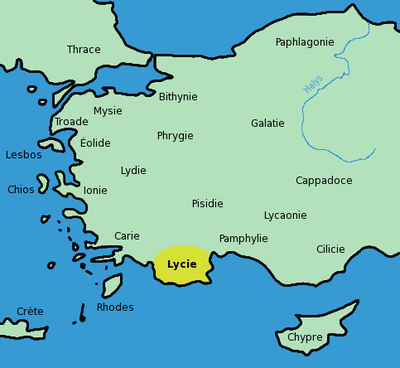 Thrace
Paphlagonie
Halys
Bithynie
Mysie
Troade
Galatie
Phrygie
Éolide
Lesbos
Lydie
Cappadoce
Chios
Ionie
Pisidie
Lycaonie
Carie
Pamphylie
Cilicie
Lycie
Rhodes
Crète
Chypre